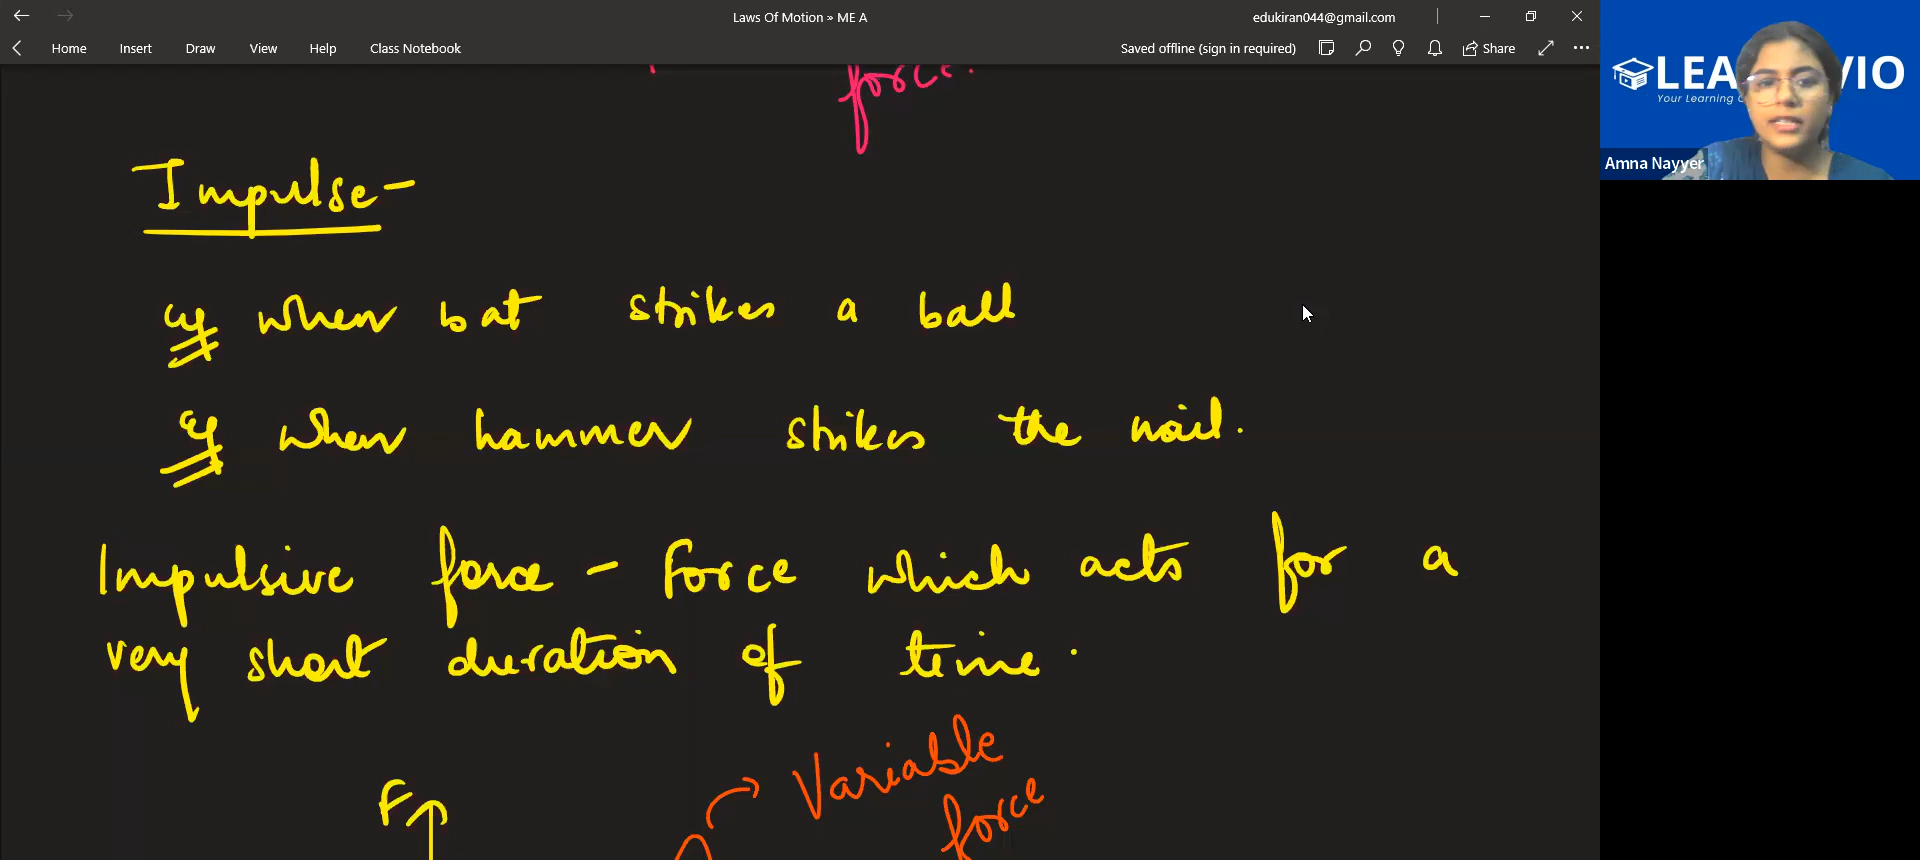 Laws Of Motion » ME A
edukiran044@gmail.com
Home Insert Draw View Help Class Notebook
Saved offline (sign in required)
Share
LEA VIO
Your Learning
Amna Nayyer
force.
Impulse-
eg when bat strikes a ball
eg when hammer strikes the nail.
Impulsive force - Force which acts for a
very short duration of time.
F
Variable
force